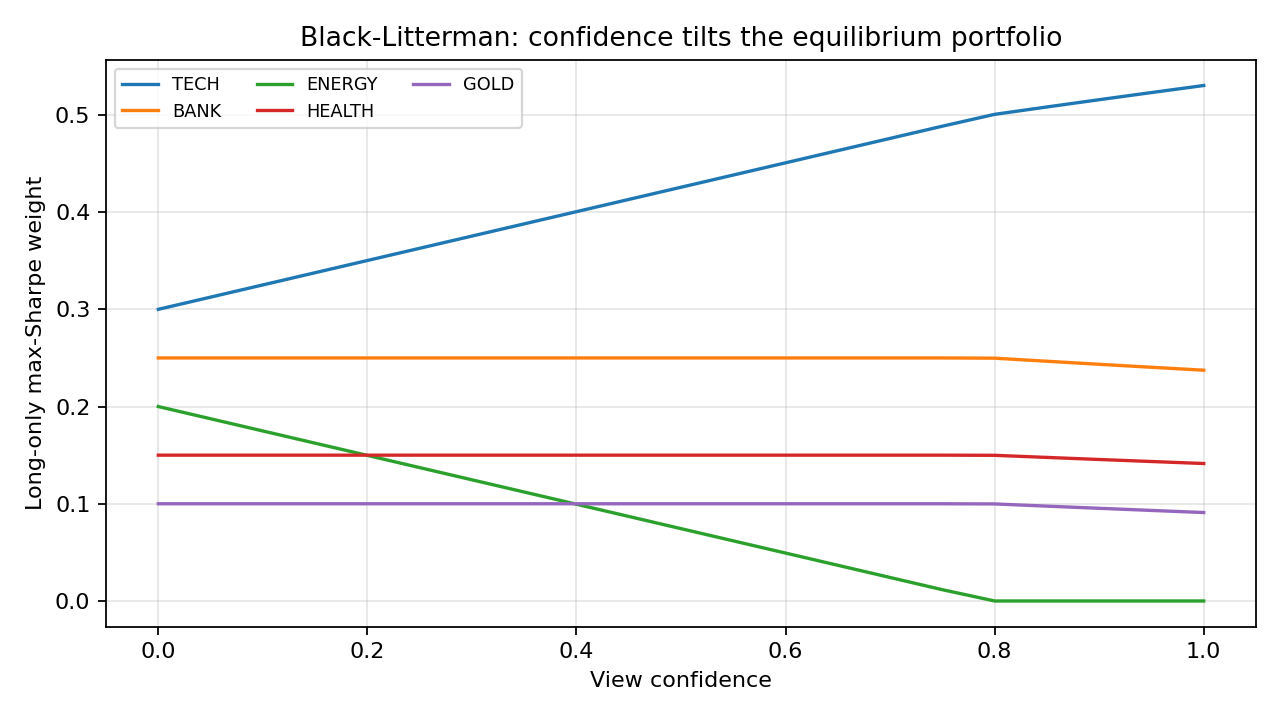 Black-Litterman: confidence tilts the equilibrium portfolio
TECH
BANK
ENERGY
HEALTH
GOLD
Long-only max-Sharpe weight
0.5
0.4
0.3
0.2
0.1
0.0
0.0 0.2 0.4 0.6 0.8 1.0
View confidence